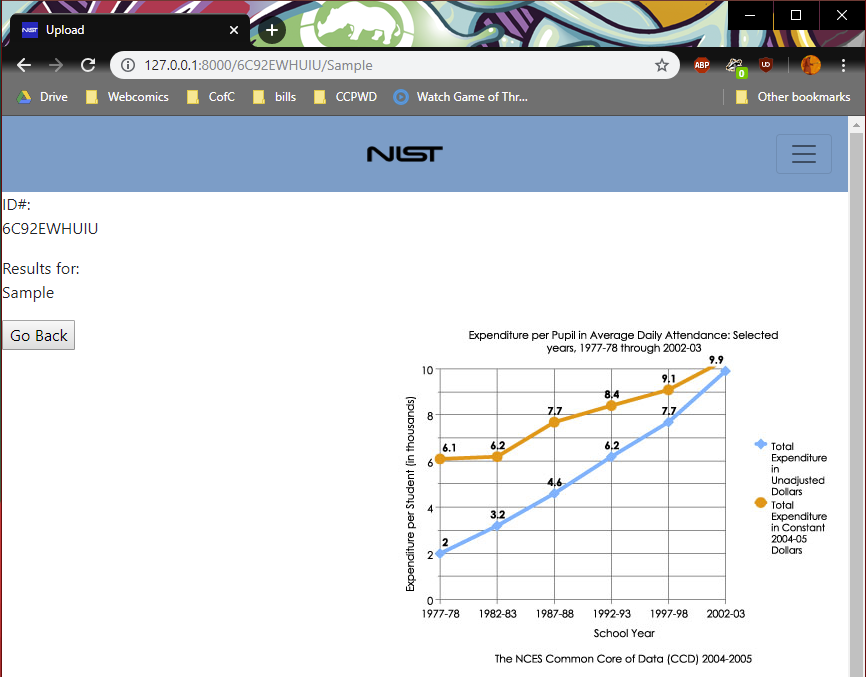 NIST Upload
127.0.0.1:8000/6C92EWHUIU/Sample
ABP 0 UD
Drive Webcomics CofC bills CCPWD Watch Game of Thr... Other bookmarks
NIST
ID#:
6C92EWHUIU
Results for:
Sample
Go Back
Expenditure per Pupil in Average Daily Attendance: Selected
years, 1977-78 through 2002-03
Expenditure per Student (in thousands)
10
8
6
4
2
0
6.1
6.2
7.7
8.4
9.1
9.9
2
3.2
4.6
6.2
7.7
1977-78 1982-83 1987-88 1992-93 1997-98 2002-03
School Year
Total
Expenditure
in
Unadjusted
Dollars
Total
Expenditure
in Constant
2004-05
Dollars
The NCES Common Core of Data (CCD) 2004-2005